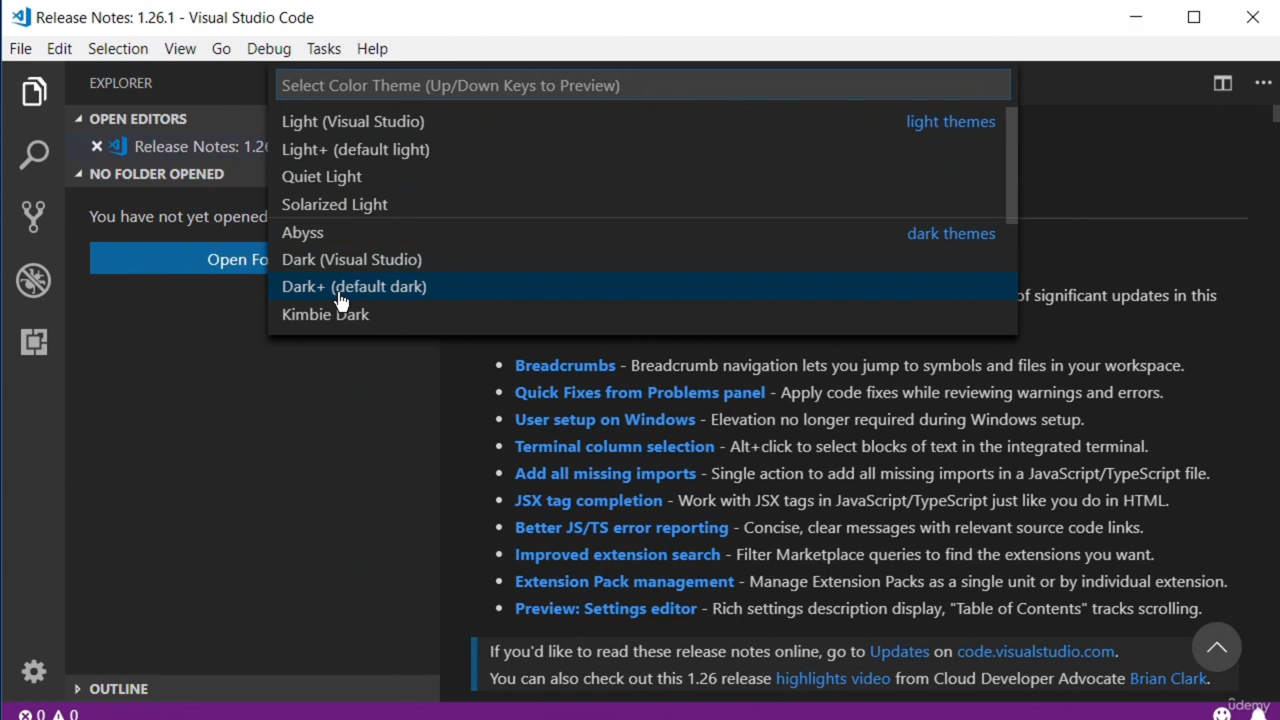 Release Notes: 1.26.1 - Visual Studio Code
File Edit Selection View Go Debug Tasks Help
EXPLORER
Select Color Theme (Up/Down Keys to Preview)
OPEN EDITORS
Release Notes: 1.26
NO FOLDER OPENED
You have not yet opened
Open Fo
Light (Visual Studio) light themes
Light+ (default light)
Quiet Light
Solarized Light
Abyss dark themes
Dark (Visual Studio)
Dark+ (default dark)
Kimbie Dark
of significant updates in this
• Breadcrumbs - Breadcrumb navigation lets you jump to symbols and files in your workspace.
• Quick Fixes from Problems panel - Apply code fixes while reviewing warnings and errors.
• User setup on Windows - Elevation no longer required during Windows setup.
• Terminal column selection - Alt+click to select blocks of text in the integrated terminal.
• Add all missing imports - Single action to add all missing imports in a JavaScript/TypeScript file.
• JSX tag completion - Work with JSX tags in JavaScript/TypeScript just like you do in HTML.
• Better JS/TS error reporting - Concise, clear messages with relevant source code links.
• Improved extension search - Filter Marketplace queries to find the extensions you want.
• Extension Pack management - Manage Extension Packs as a single unit or by individual extension.
• Preview: Settings editor - Rich settings description display, "Table of Contents" tracks scrolling.
If you'd like to read these release notes online, go to Updates on code.visualstudio.com.
You can also check out this 1.26 release highlights video from Cloud Developer Advocate Brian Clark.
OUTLINE
0 0
ûdemy